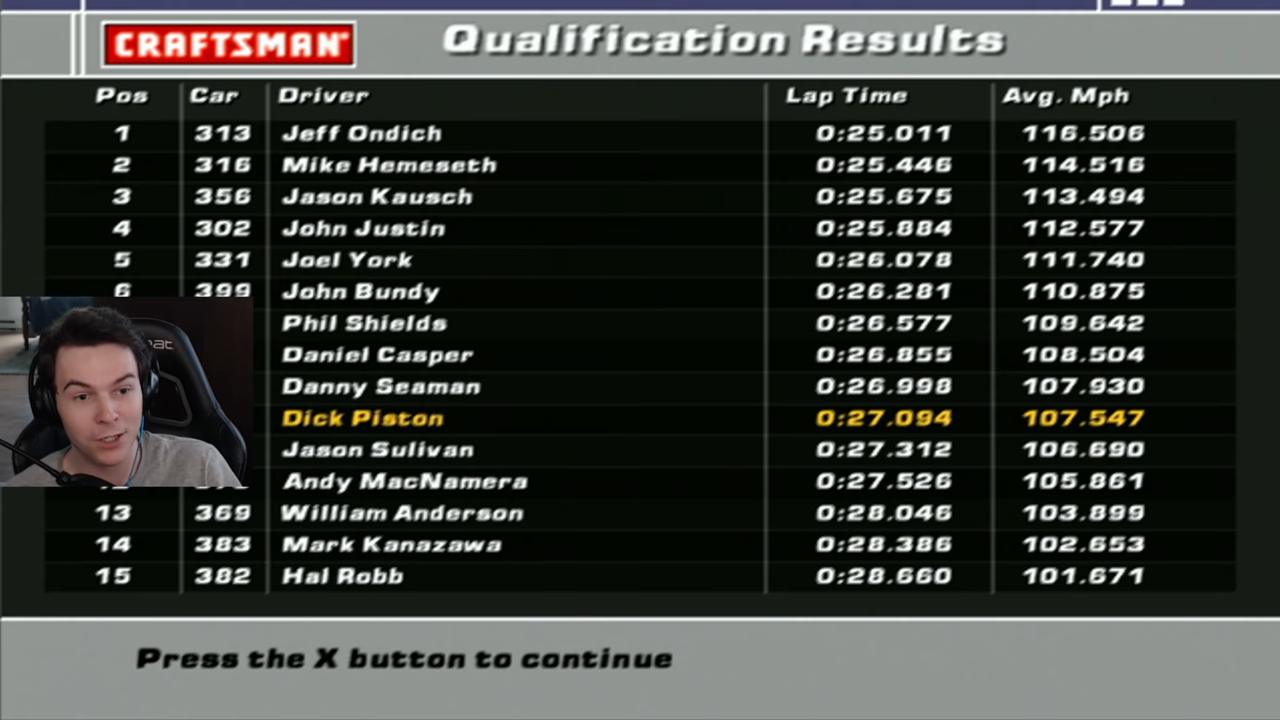 CRAFTSMAN Qualification Results
Pos Car Driver Lap Time Avg. Mph
1 313 Jeff Ondich 0:25.011 116.506
2 316 Mike Hemeseth 0:25.446 114.516
3 356 Jason Kausch 0:25.675 113.494
4 302 John Justin 0:25.884 112.577
5 331 Joel York 0:26.078 111.740
6 399 John Bundy 0:26.281 110.875
Phil Shields 0:26.577 109.642
Daniel Casper 0:26.855 108.504
Danny Seaman 0:26.998 107.930
Dick Piston 0:27.094 107.547
Jason Sulivan 0:27.312 106.690
Andy MacNamera 0:27.526 105.861
13 369 William Anderson 0:28.046 103.899
14 383 Mark Kanazawa 0:28.386 102.653
15 382 Hal Robb 0:28.660 101.671
Press the X button to continue